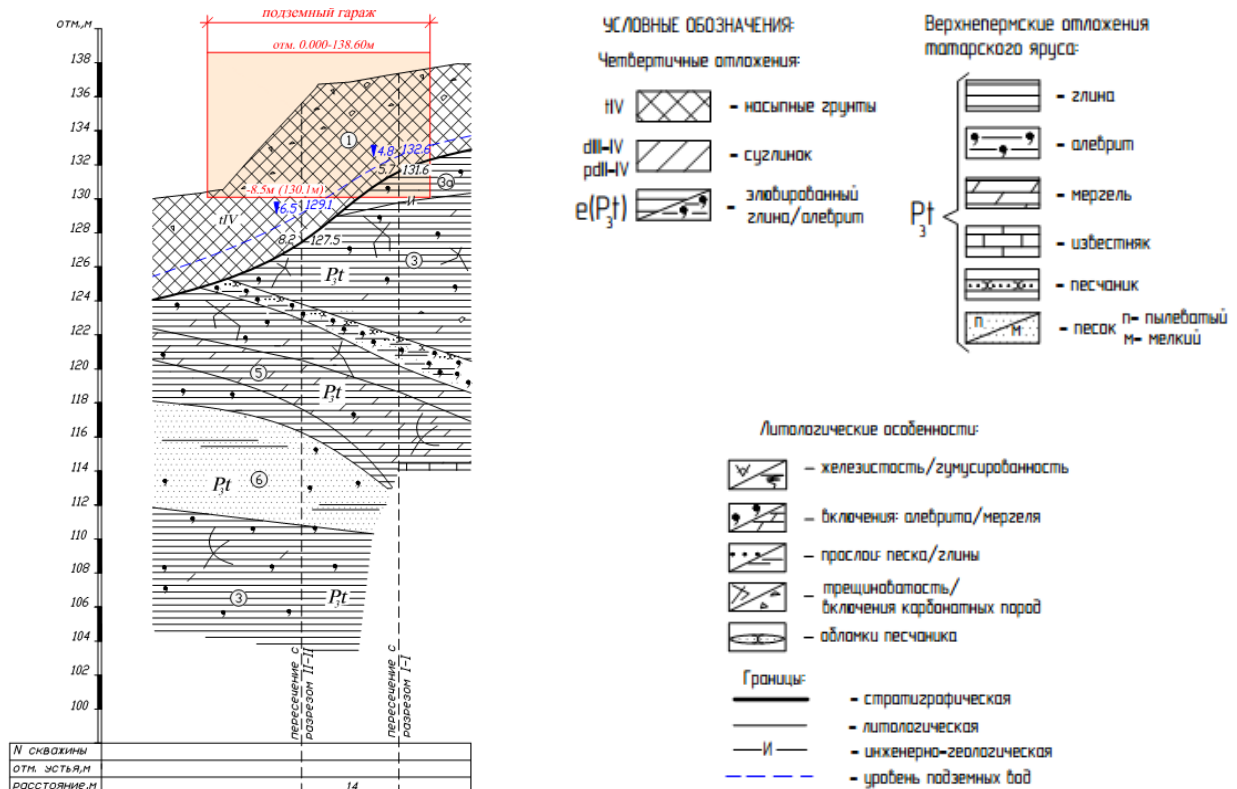 подземный гараж
отм. 0.000-138.60м
ОТМ.,М
138
136
134
132
130
128
126
124
122
120
118
116
114
112
110
108
106
104
102
100
1
4.8 132.6
5.7 131.6
3а
-8.5м (130.1м)
И
6.5 129.1
tIV
8.2 127.5
3
P₃t
5
P₃t
6
P₃t
3
P₃t
пересечение с
разрезом II-II
пересечение с
разрезом I-I
N СКВАЖИНЫ
ОТМ. УСТЬЯ,М
РАССТОЯНИЕ,М
14
УСЛОВНЫЕ ОБОЗНАЧЕНИЯ:
Четвертичные отложения:
tIV - насыпные грунты
dIII-IV
pdII-IV - суглинок
e(P₃t) - элювированный
глина/алеврит
Верхнепермские отложения
татарского яруса:
P₃t
- глина
- алеврит
- мергель
- известняк
- песчаник
п м - песок п- пылеватый
м- мелкий
Литологические особенности:
- железистость/гумусированность
- включения: алеврита/мергеля
- прослои: песка/глины
- трещиноватость/
включения карбонатных пород
- обломки песчаника
Границы:
- стратиграфическая
- литологическая
И - инженерно-геологическая
- уровень подземных вод